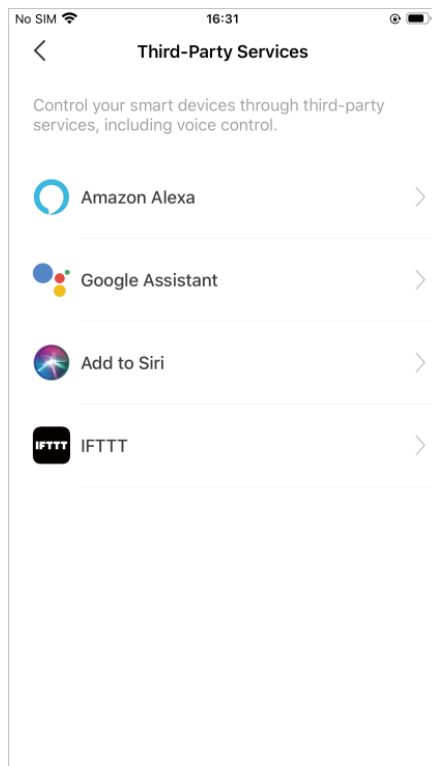 No SIM 16:31
Third-Party Services
Control your smart devices through third-party
services, including voice control.
Amazon Alexa
Google Assistant
Add to Siri
IFTTT IFTTT